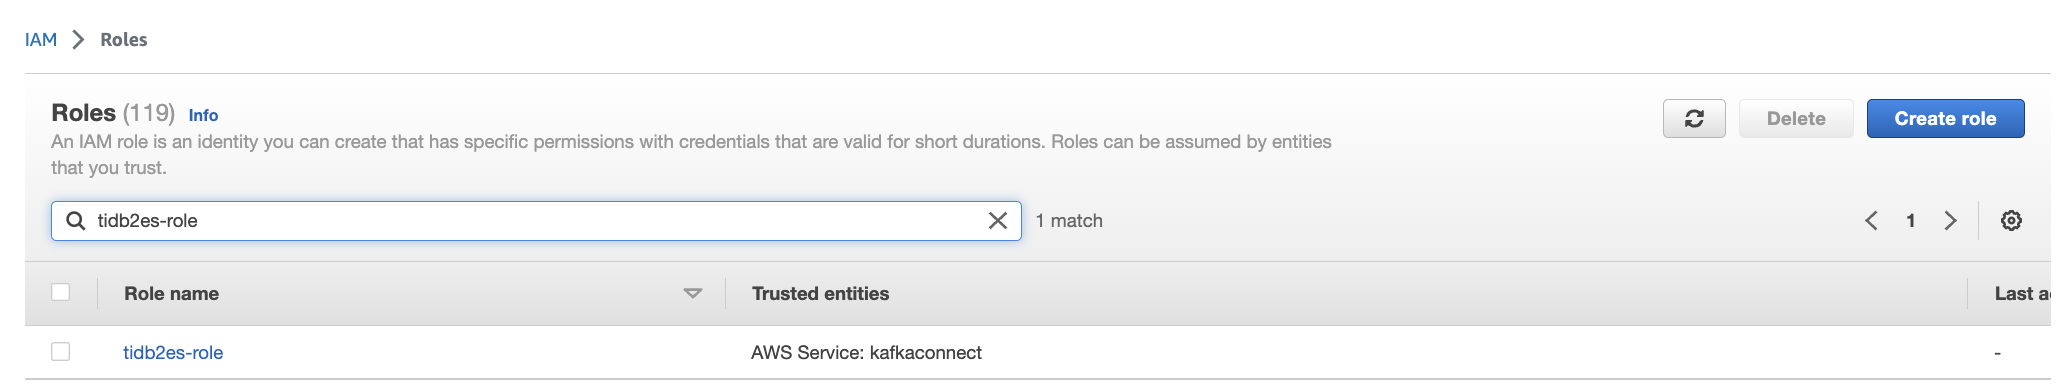 IAM > Roles
Roles (119) Info
Delete
Create role
An IAM role is an identity you can create that has specific permissions with credentials that are valid for short durations. Roles can be assumed by entities
that you trust.
tidb2es-role
1 match
1
Role name
Trusted entities
Last a
tidb2es-role
AWS Service: kafkaconnect
-